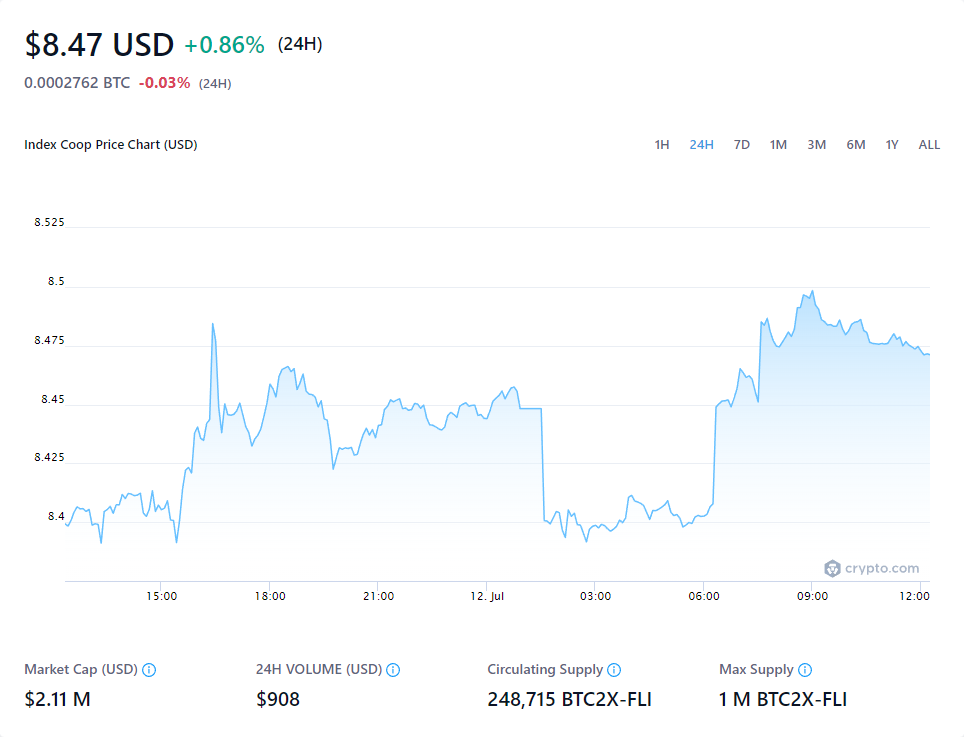 $8.47 USD +0.86% (24H)
0.0002762 BTC -0.03% (24H)
Index Coop Price Chart (USD) 1H 24H 7D 1M 3M 6M 1Y ALL
8.525
8.5
8.475
8.45
8.425
8.4
crypto.com
15:00 18:00 21:00 12. Jul 03:00 06:00 09:00 12:00
Market Cap (USD) 24H VOLUME (USD) Circulating Supply Max Supply
$2.11 M $908 248,715 BTC2X-FLI 1 M BTC2X-FLI